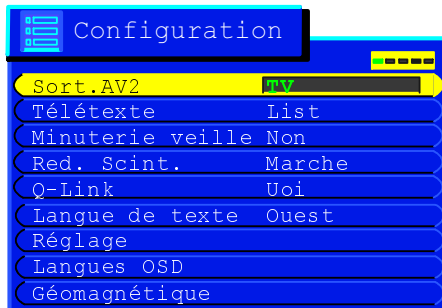 Configuration
Sort.AV2 TV
Télétexte List
Minuterie veille Non
Red. Scint. Marche
Q-Link Uoi
Langue de texte Ouest
Réglage
Langues OSD
Géomagnétique